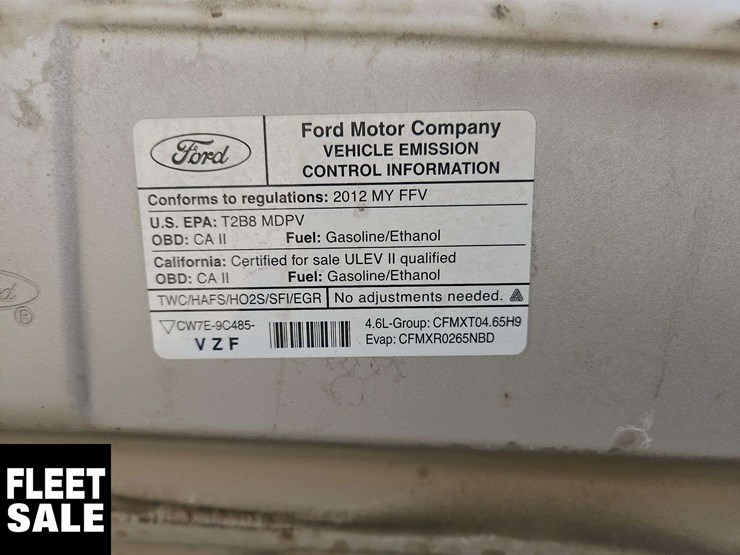 Ford
Ford Motor Company
VEHICLE EMISSION
CONTROL INFORMATION
Conforms to regulations: 2012 MY FFV
U.S. EPA: T2B8 MDPV
OBD: CA II Fuel: Gasoline/Ethanol
California: Certified for sale ULEV II qualified
OBD: CA II Fuel: Gasoline/Ethanol
TWC/HAFS/HO2S/SFI/EGR No adjustments needed.
CW7E-9C485-
VZF
4.6L-Group: CFMXT04.65H9
Evap: CFMXR0265NBD
®
FLEET
SALE